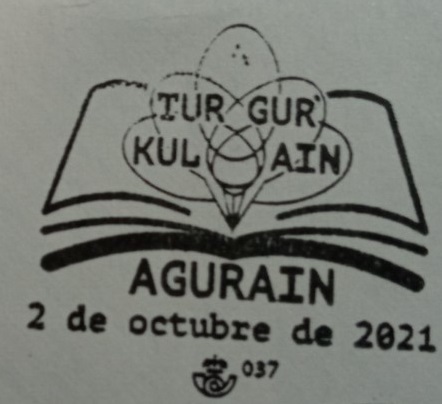 TUR GUR
KUL AIN
AGURAIN
2 de octubre de 2021
037